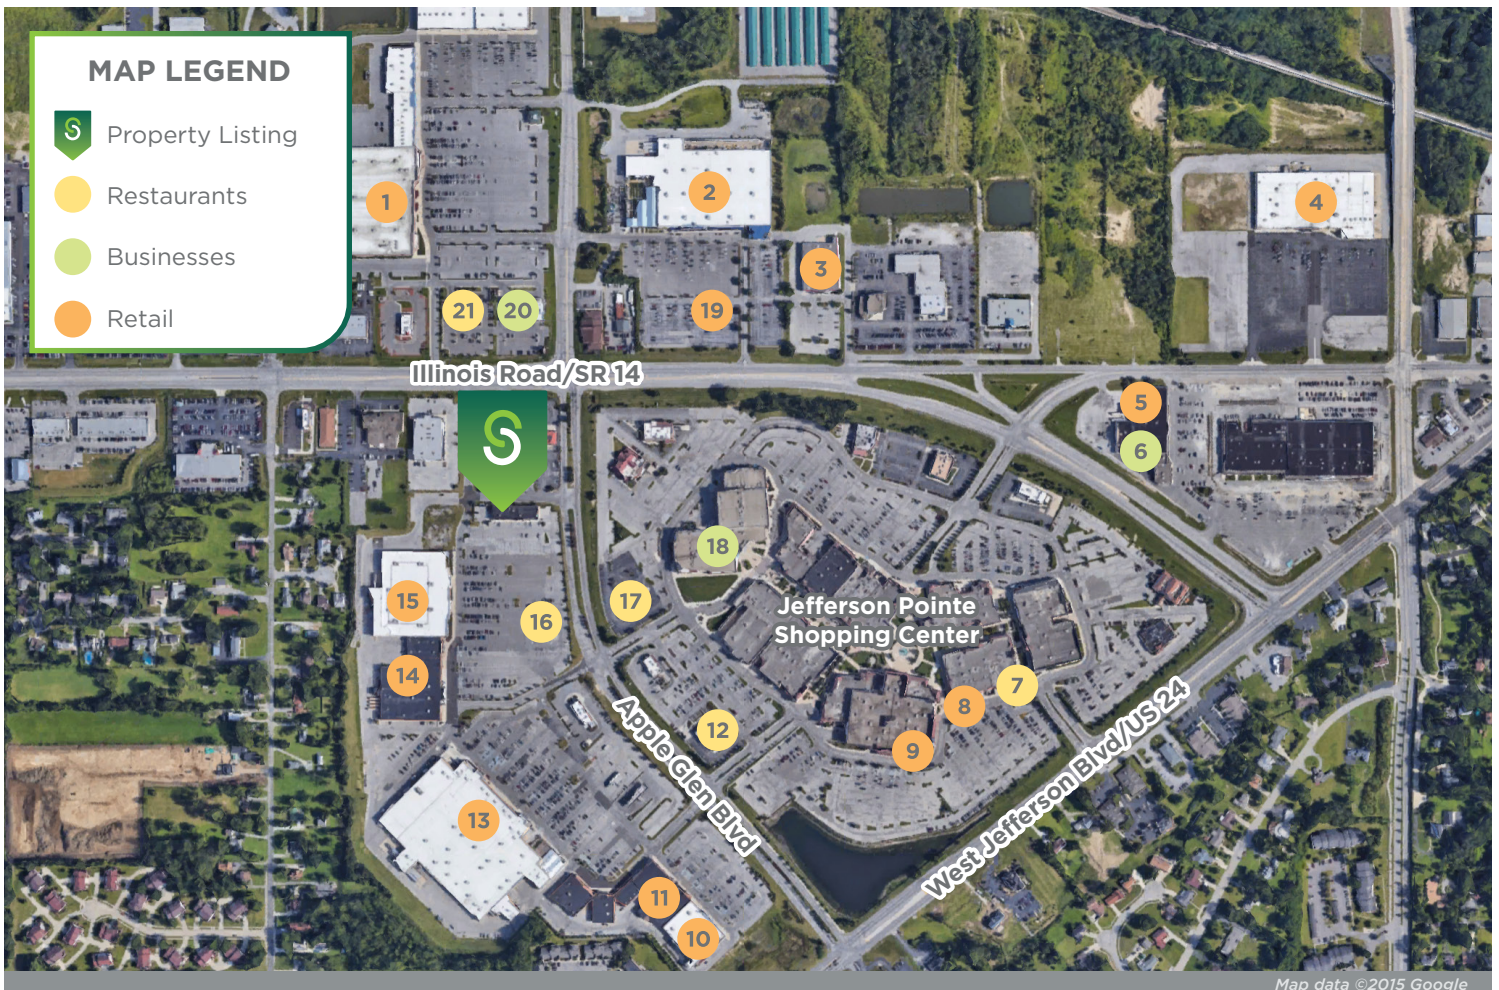 MAP LEGEND
Property Listing
Restaurants
Businesses
Retail
1
2
3
4
21
20
19
Illinois Road/SR 14
5
6
18
15
16
17
Jefferson Pointe
Shopping Center
14
7
8
12
9
Apple Glen Blvd
West Jefferson Blvd/US 24
13
11
10
Map data ©2015 Google